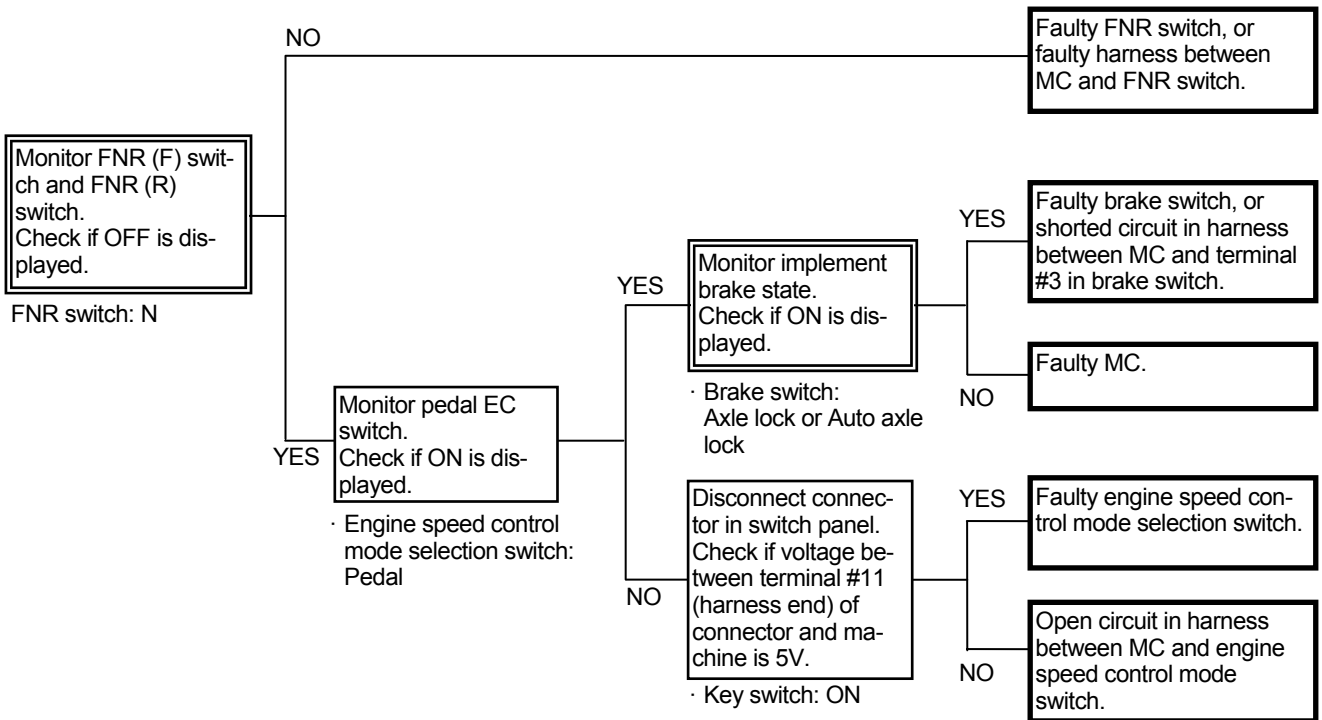 NO
Faulty FNR switch, or
faulty harness between
MC and FNR switch.
Monitor FNR (F) swit-
ch and FNR (R)
switch.
Check if OFF is dis-
played.
FNR switch: N
YES
Monitor pedal EC
switch.
Check if ON is dis-
played.
· Engine speed control
mode selection switch:
Pedal
YES
Monitor implement
brake state.
Check if ON is dis-
played.
· Brake switch:
Axle lock or Auto axle
lock
YES
Faulty brake switch, or
shorted circuit in harness
between MC and terminal
#3 in brake switch.
NO
Faulty MC.
NO
Disconnect connec-
tor in switch panel.
Check if voltage be-
tween terminal #11
(harness end) of
connector and ma-
chine is 5V.
· Key switch: ON
YES
Faulty engine speed con-
trol mode selection switch.
NO
Open circuit in harness
between MC and engine
speed control mode
switch.